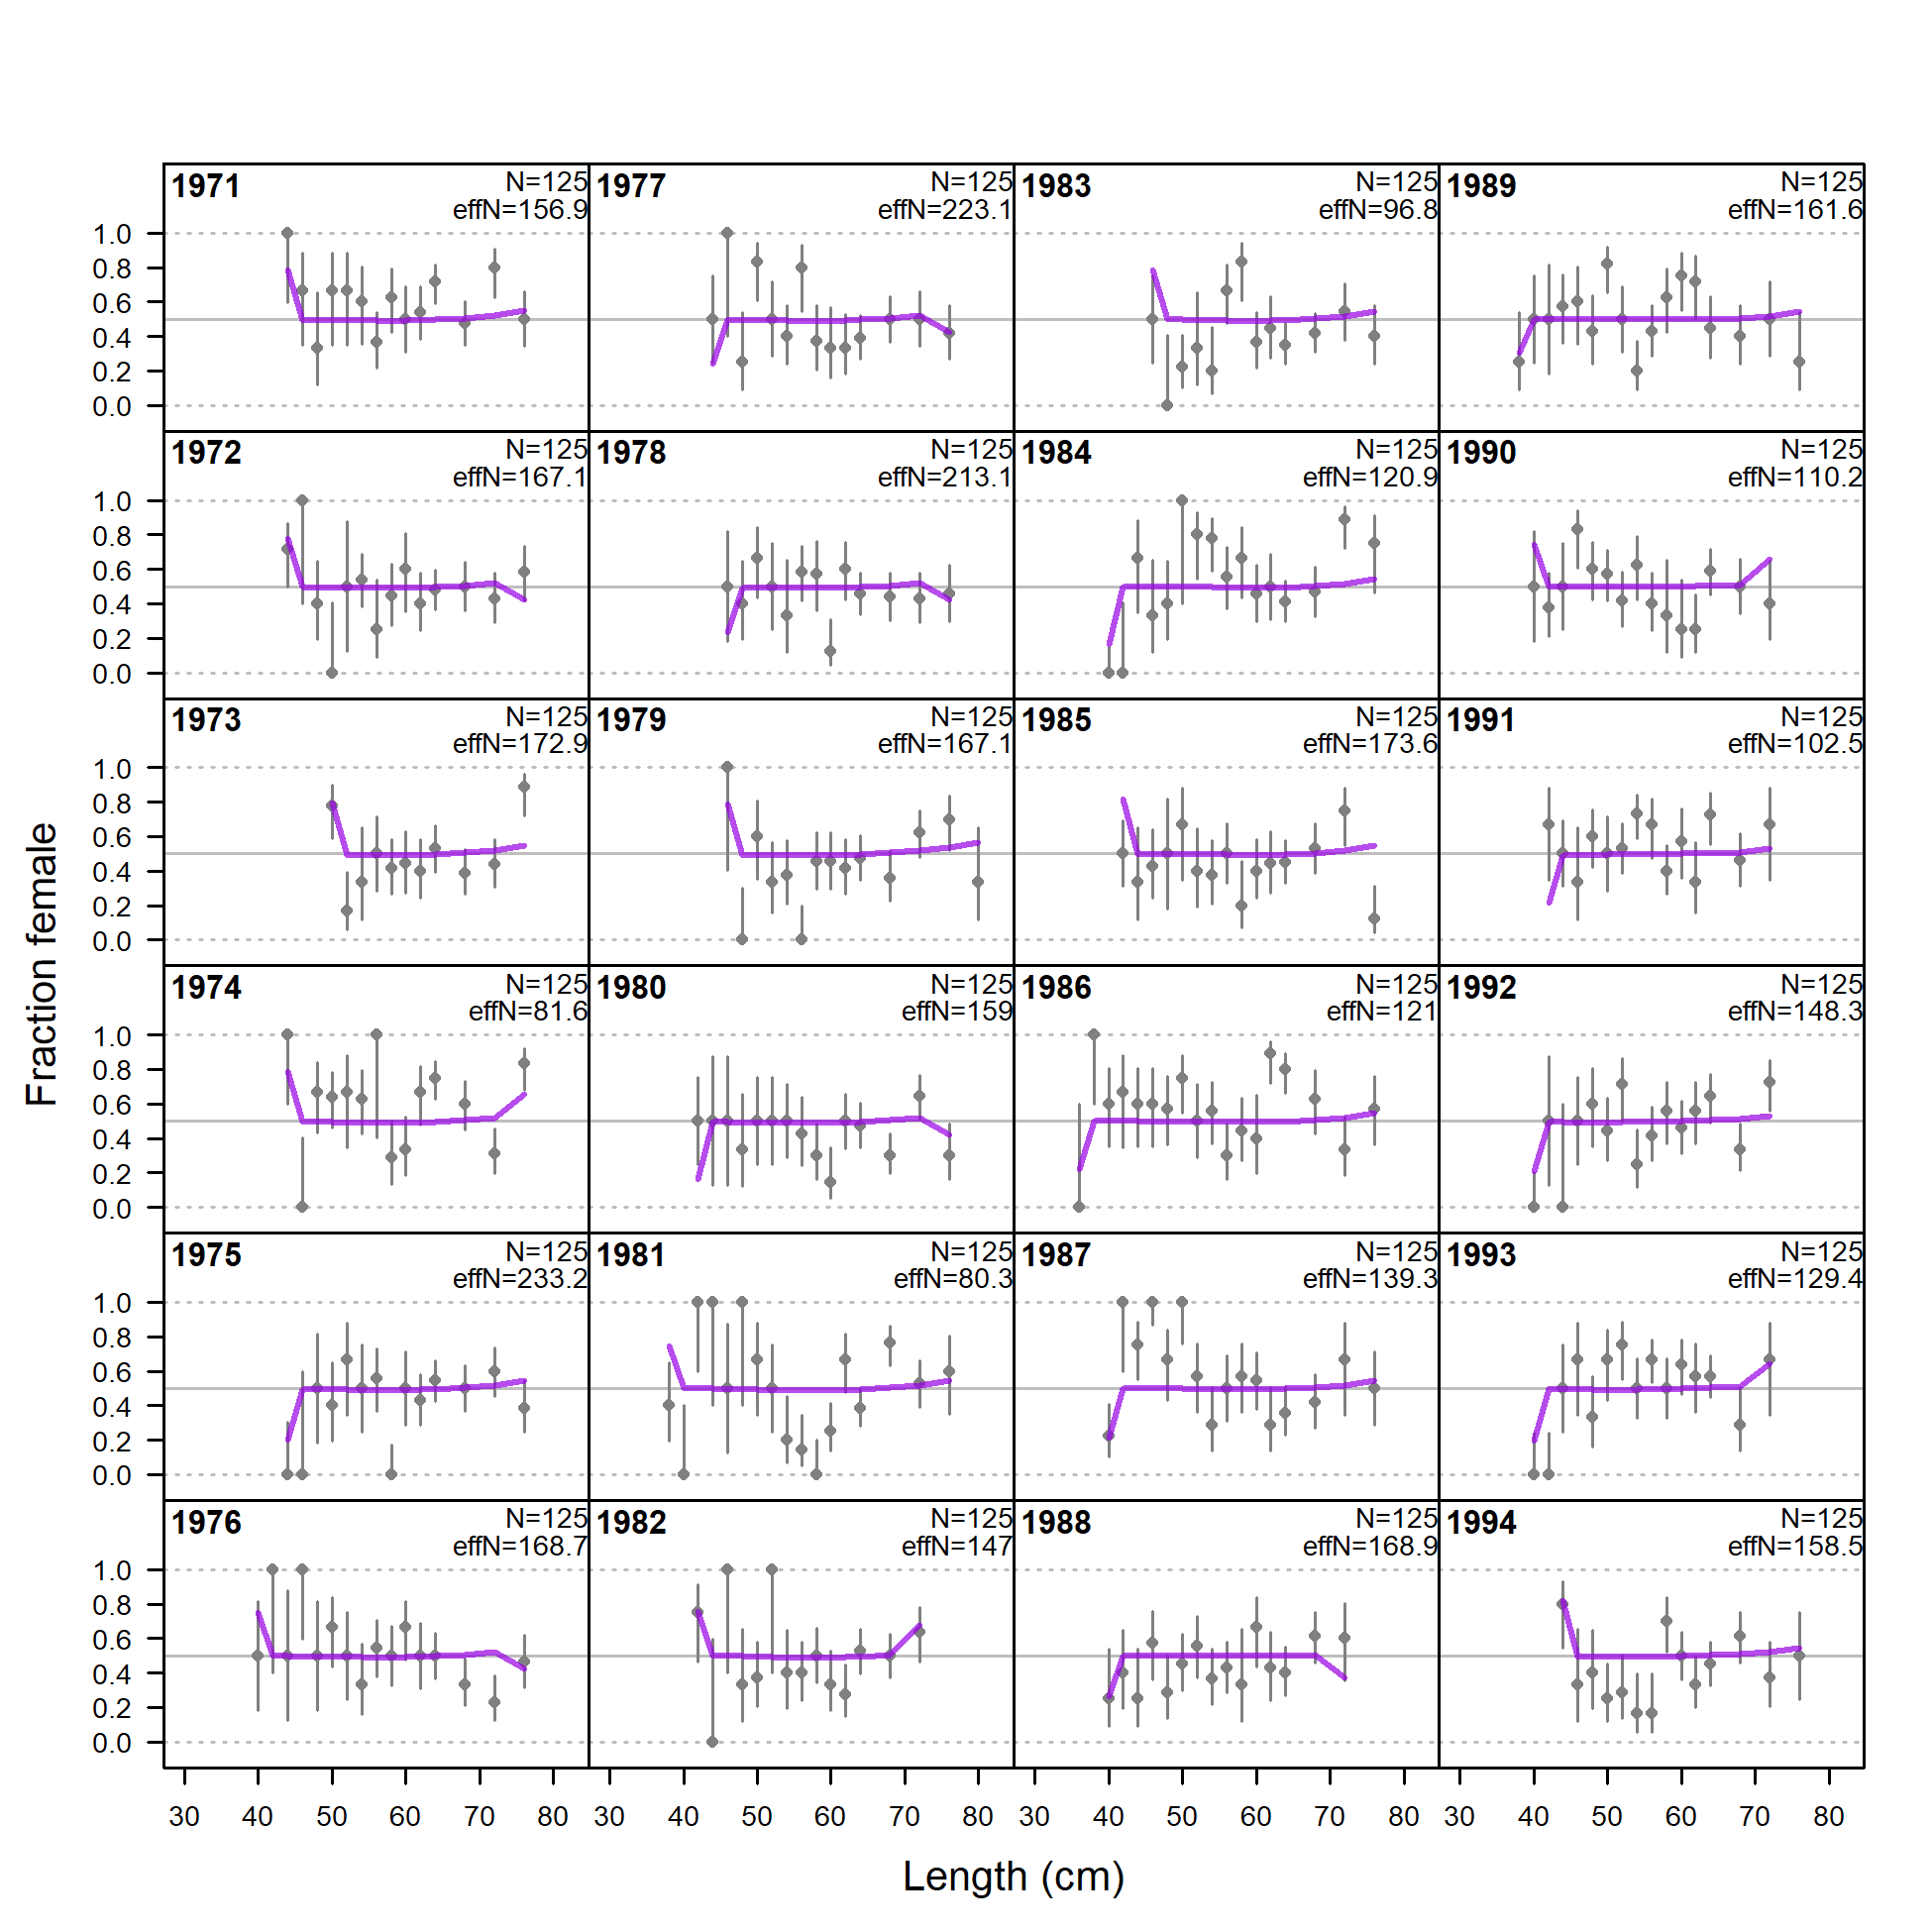 1971 N=125 1977 N=125 1983 N=125 1989 N=125
effN=156.9 effN=223.1 effN=96.8 effN=161.6
1.0
0.8
0.6
0.4
0.2
0.0
1972 N=125 1978 N=125 1984 N=125 1990 N=125
effN=167.1 effN=213.1 effN=120.9 effN=110.2
1.0
0.8
0.6
0.4
0.2
0.0
1973 N=125 1979 N=125 1985 N=125 1991 N=125
effN=172.9 effN=167.1 effN=173.6 effN=102.5
1.0
0.8
0.6
0.4
0.2
0.0
1974 N=125 1980 N=125 1986 N=125 1992 N=125
effN=81.6 effN=159 effN=121 effN=148.3
1.0
0.8
0.6
0.4
0.2
0.0
1975 N=125 1981 N=125 1987 N=125 1993 N=125
effN=233.2 effN=80.3 effN=139.3 effN=129.4
1.0
0.8
0.6
0.4
0.2
0.0
1976 N=125 1982 N=125 1988 N=125 1994 N=125
effN=168.7 effN=147 effN=168.9 effN=158.5
1.0
0.8
0.6
0.4
0.2
0.0
30 40 50 60 70 80 30 40 50 60 70 80 30 40 50 60 70 80 30 40 50 60 70 80
Length (cm)
Fraction female